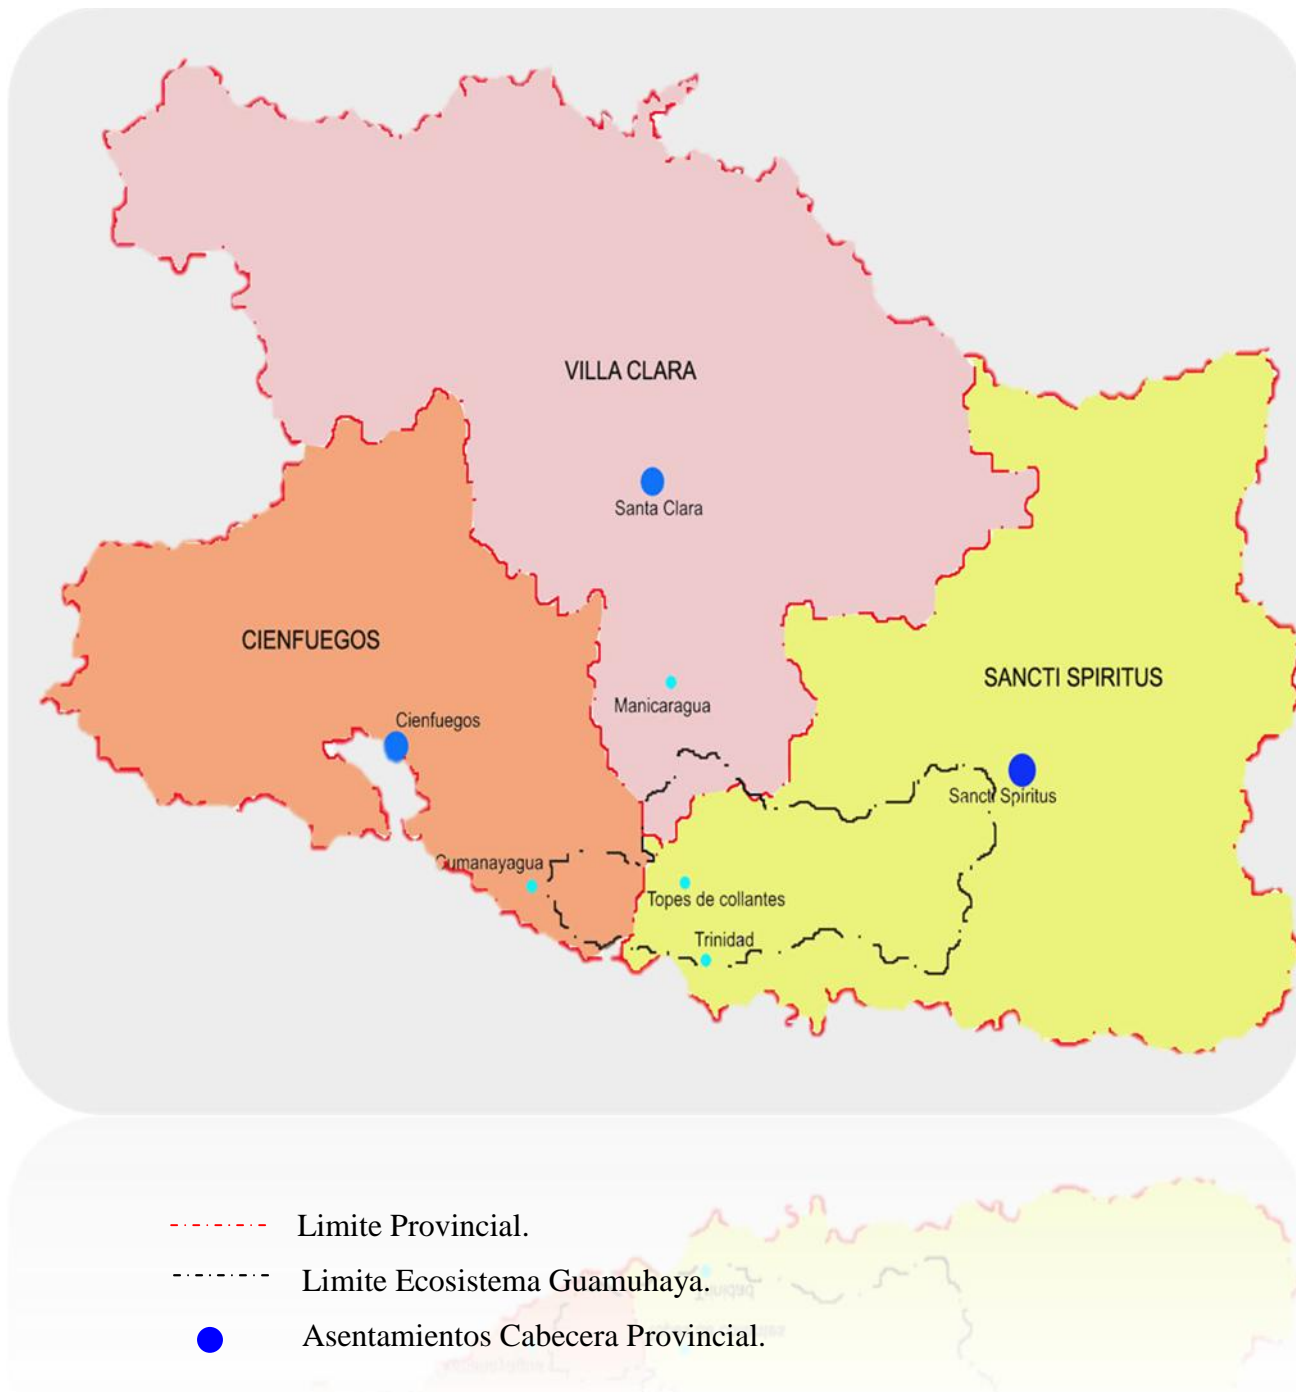 VILLA CLARA
Santa Clara
CIENFUEGOS
SANCTI SPIRITUS
Manicaragua
Cienfuegos
Sancti Spiritus
Cumanayagua
Topes de collantes
Trinidad
Limite Provincial.
Limite Ecosistema Guamuhaya.
Asentamientos Cabecera Provincial.